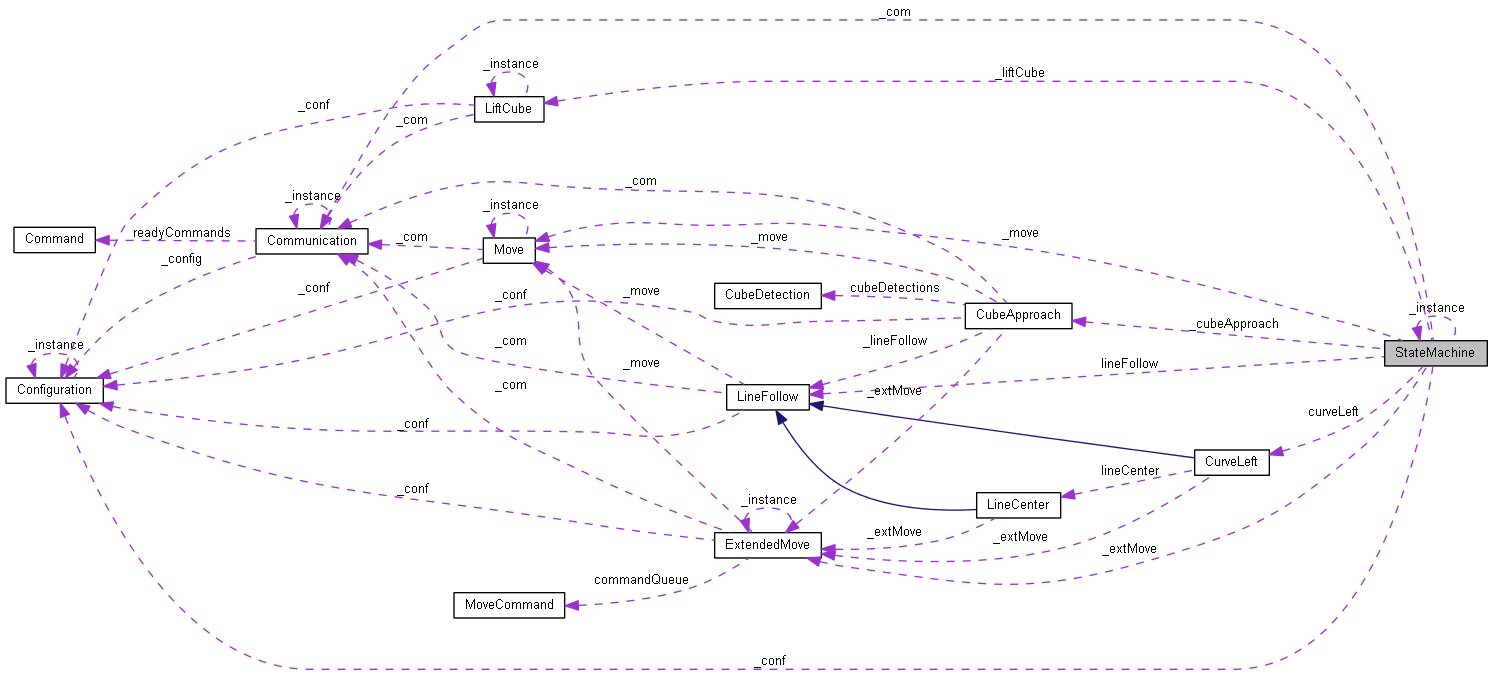 _com
_instance
_liftCube
_conf
LiftCube
_com
_com
_instance
_instance
Command
readyCommands
Communication
_com
Move
_move
_move
_config
_conf
_conf
_move
CubeDetection
cubeDetections
CubeApproach
_instance
_cubeApproach
StateMachine
_instance
_com
_lineFollow
lineFollow
_move
Configuration
_com
LineFollow
_extMove
curveLeft
_conf
CurveLeft
lineCenter
_conf
_instance
LineCenter
_extMove
_extMove
_extMove
ExtendedMove
commandQueue
MoveCommand
_conf